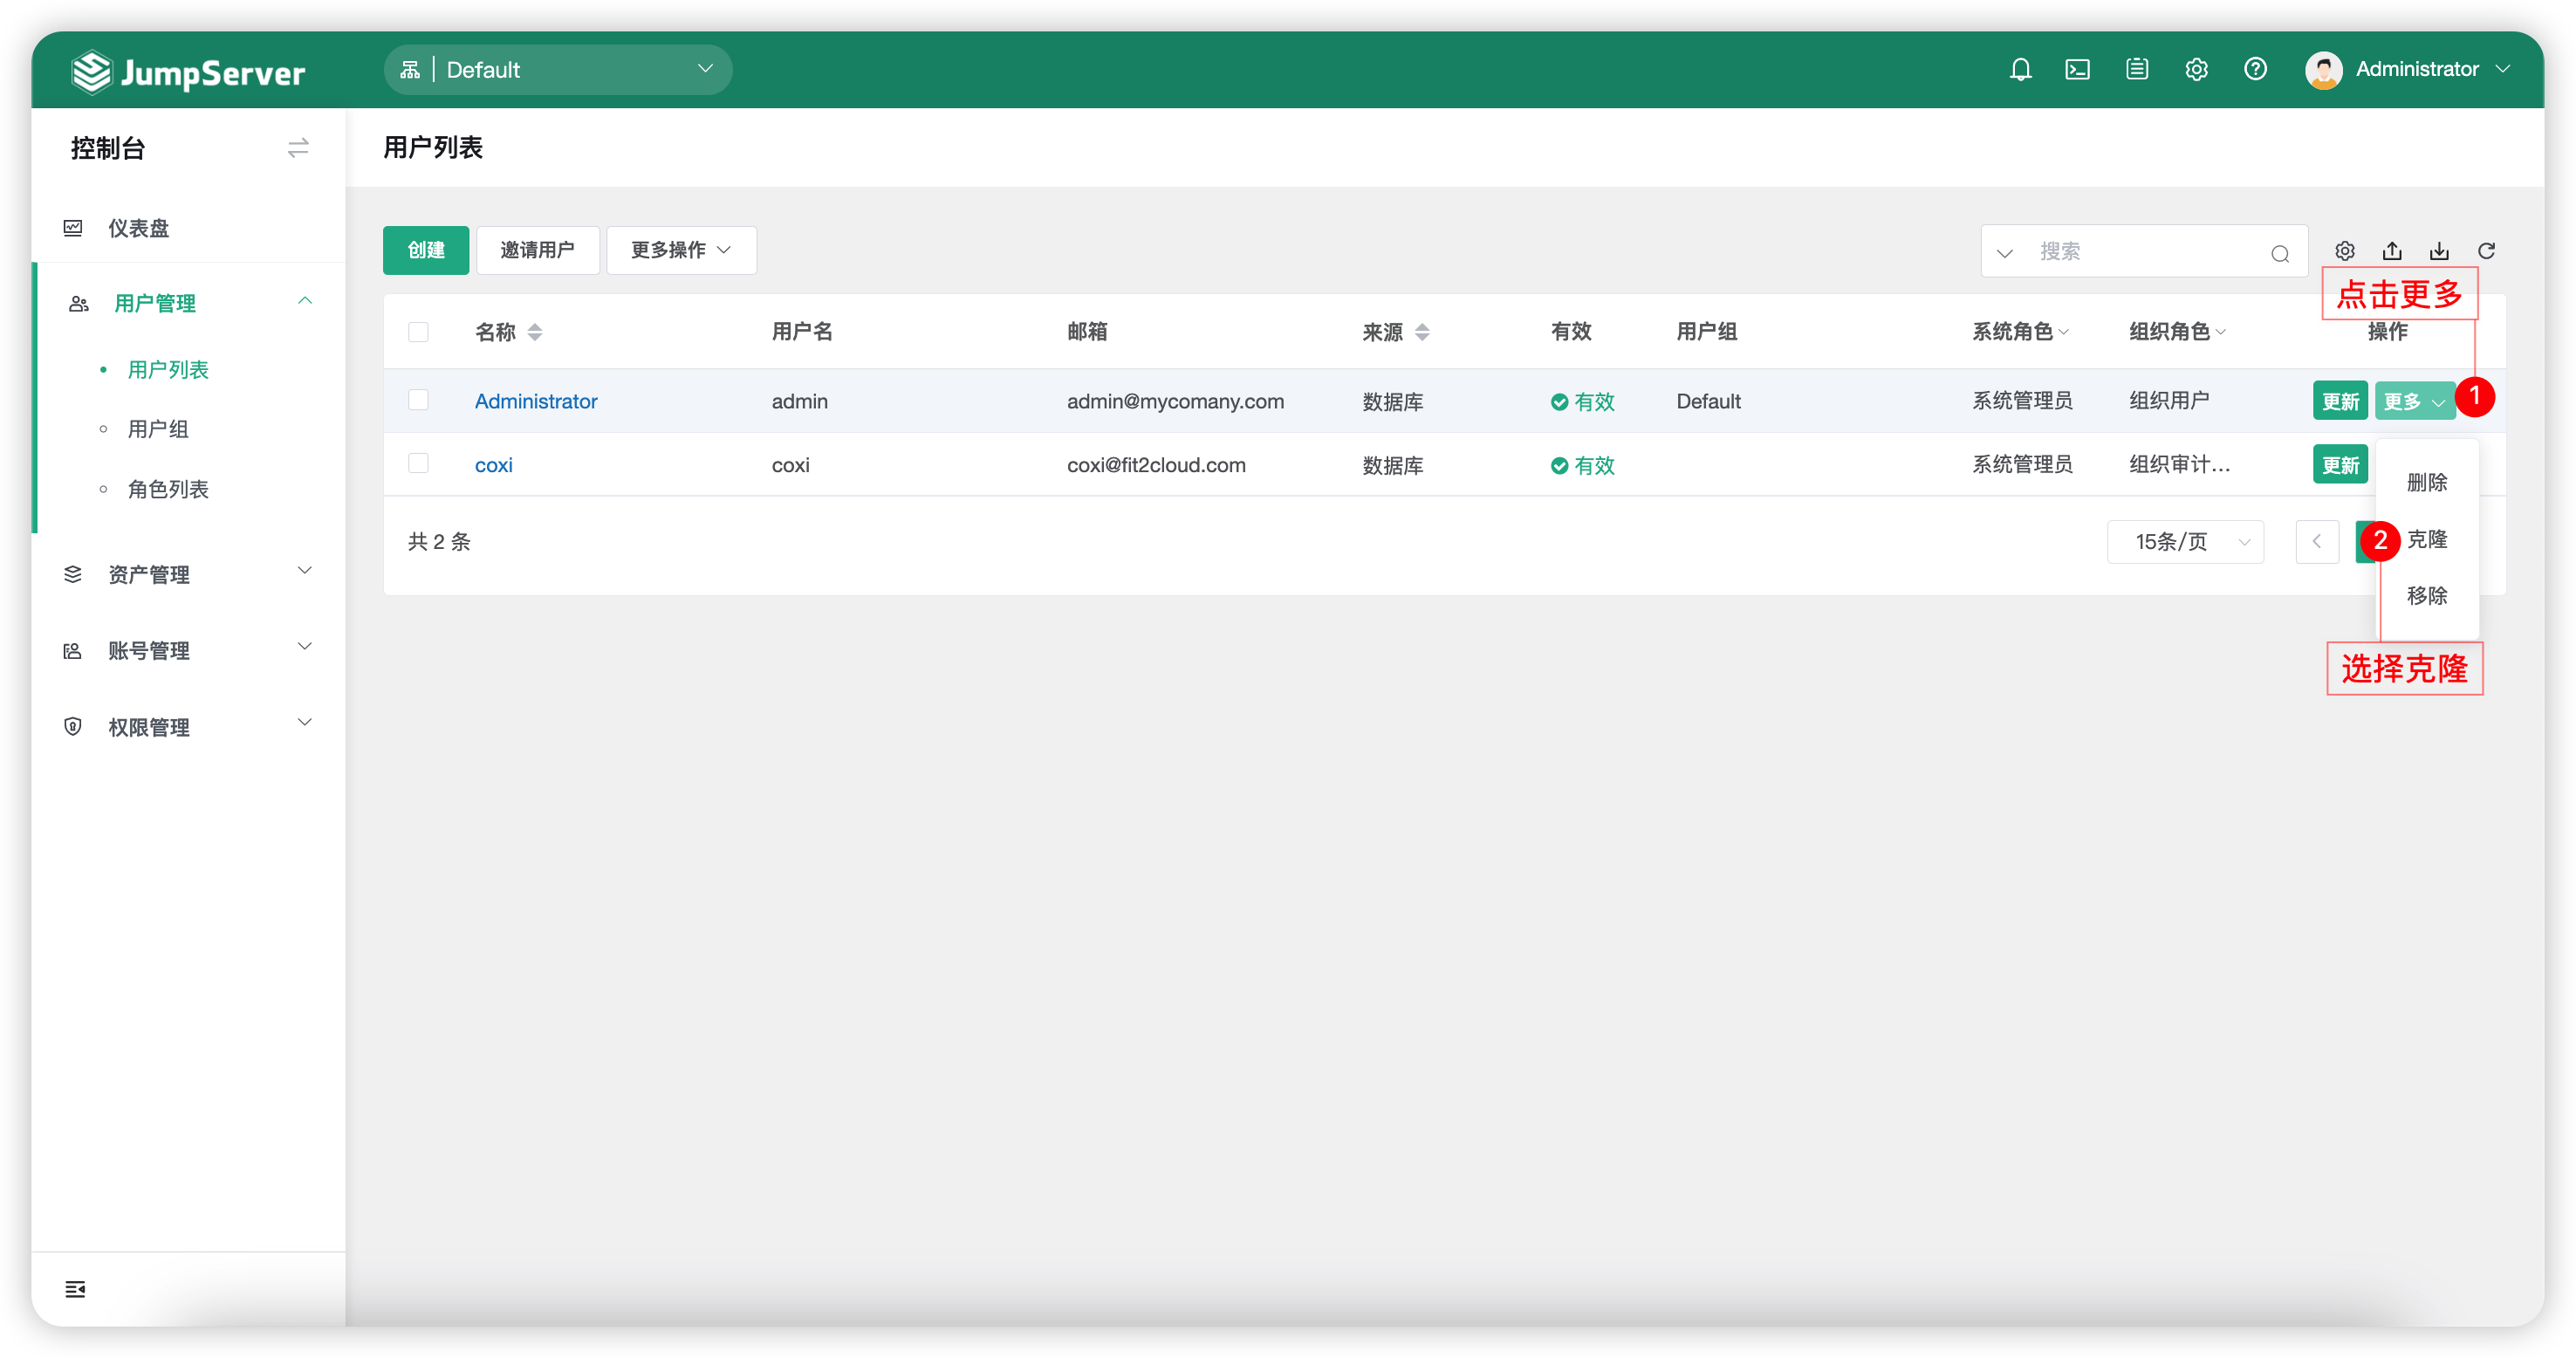 JumpServer
Default
Administrator
控制台
用户列表
仪表盘
用户管理
用户列表
用户组
角色列表
资产管理
账号管理
权限管理
创建
邀请用户
更多操作
搜索
点击更多
名称 用户名 邮箱 来源 有效 用户组 系统角色 组织角色 操作
Administrator admin admin@mycomany.com 数据库 有效 Default 系统管理员 组织用户 更新 更多 1
coxi coxi coxi@fit2cloud.com 数据库 有效 系统管理员 组织审计... 更新
删除
2 克隆
移除
共 2 条
15条/页
选择克隆